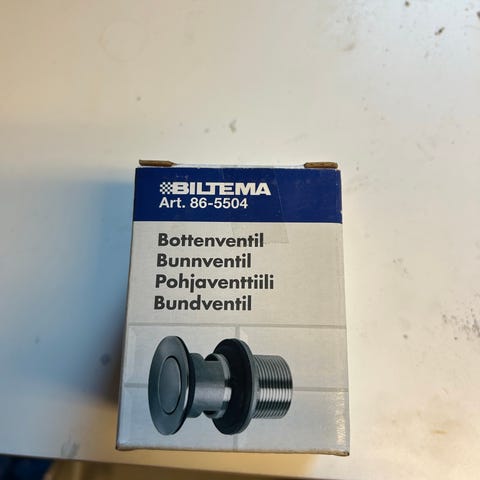 BILTEMA
Art. 86-5504
Bottenventil
Bunnventil
Pohjaventtiili
Bundventil